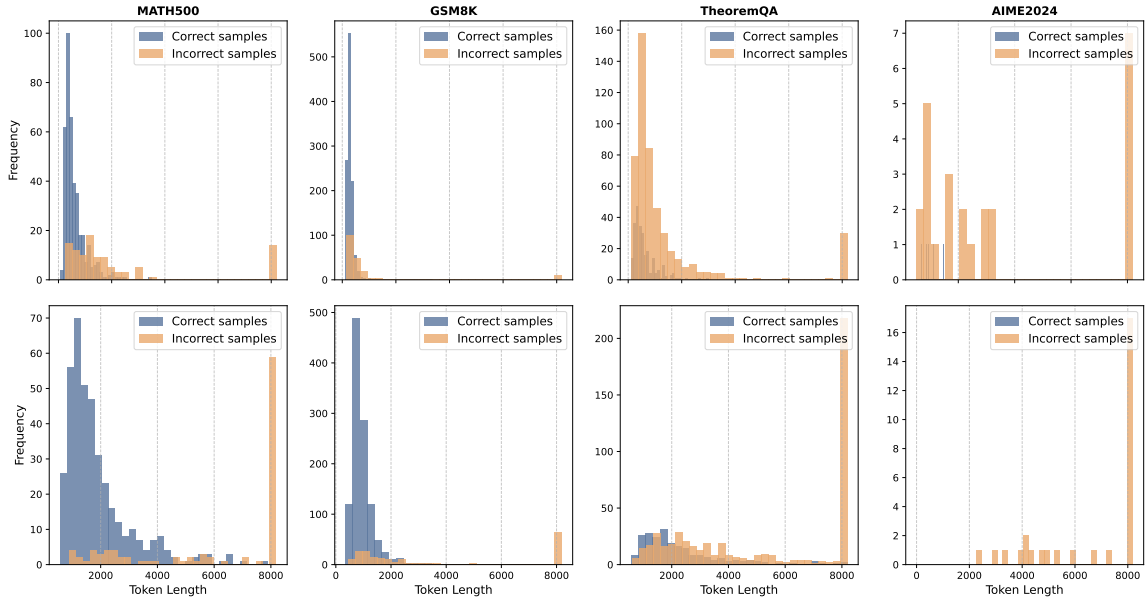 MATH500
GSM8K
TheoremQA
AIME2024
Frequency
100
80
60
40
20
0
Correct samples
Incorrect samples
500
400
300
200
100
0
Correct samples
Incorrect samples
160
140
120
100
80
60
40
20
0
Correct samples
Incorrect samples
7
6
5
4
3
2
1
0
Correct samples
Incorrect samples
Frequency
70
60
50
40
30
20
10
0
Correct samples
Incorrect samples
2000
4000
6000
8000
Token Length
500
400
300
200
100
0
Correct samples
Incorrect samples
0
2000
4000
6000
8000
Token Length
200
150
100
50
0
Correct samples
Incorrect samples
2000
4000
6000
8000
Token Length
16
14
12
10
8
6
4
2
0
Correct samples
Incorrect samples
0
2000
4000
6000
8000
Token Length